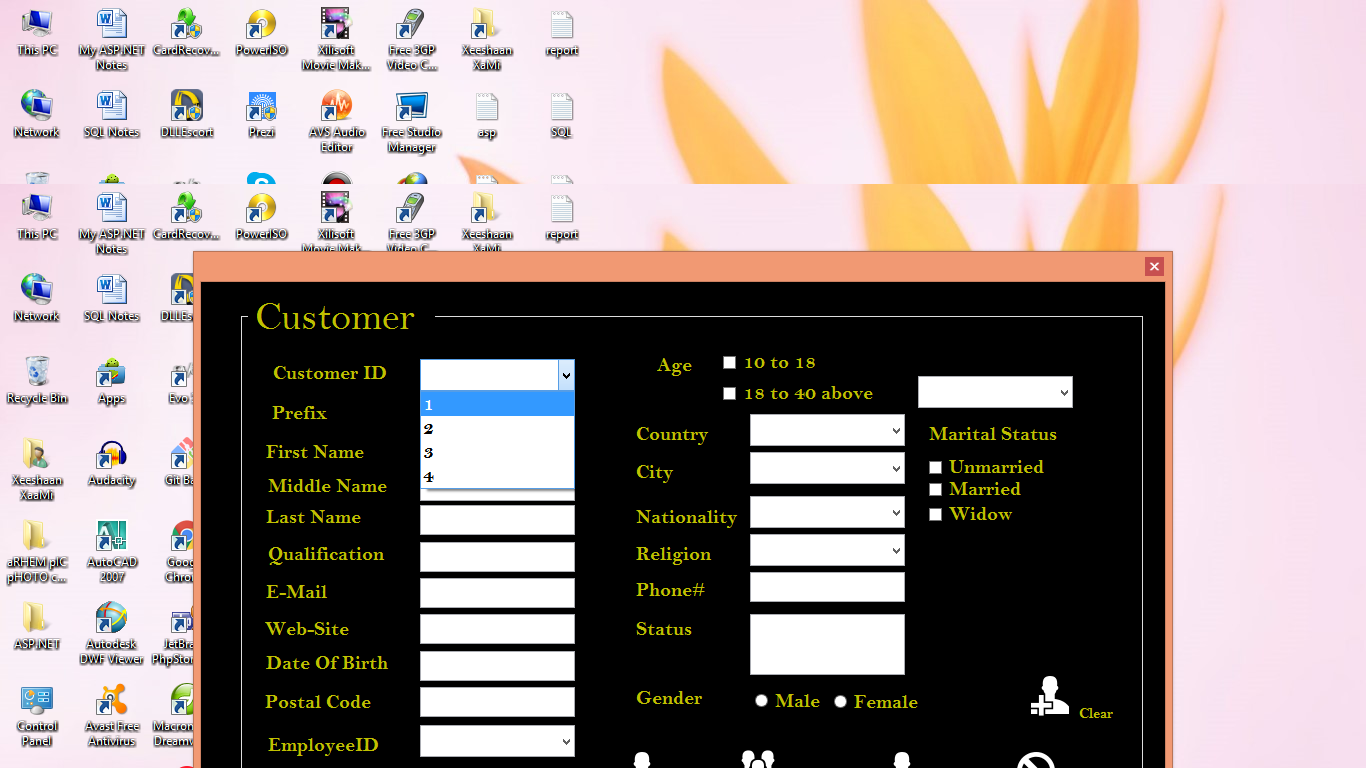 This PC
My ASP.NET Notes
CardRecov...
PowerISO
Xilisoft Movie Mak...
Free 3GP Video C...
Xeeshaan XaMi
report
Network
SQL Notes
DLLEscort
Prezi
AVS Audio Editor
Free Studio Manager
asp
SQL
This PC
My ASP.NET Notes
CardRecov...
PowerISO
Xilisoft
Movie Mak...
Free 3GP
Video C...
Xeeshaan
XaMi
report
Network
SQL Notes
DLLEs
Recycle Bin
Apps
Evo
Xeeshaan XaaMi
Audacity
Git Ba
aRHEM pIC pHOTO c...
AutoCAD 2007
Goo
Chro
ASP.NET
Autodesk DWF Viewer
JetBra
PhpStor
Control Panel
Avast Free Antivirus
Macron
Dreamw
Customer
Customer ID
1
2
3
4
Prefix
First Name
Middle Name
Last Name
Qualification
E-Mail
Web-Site
Date Of Birth
Postal Code
EmployeeID
Age
10 to 18
18 to 40 above
Country
City
Nationality
Religion
Phone#
Status
Gender
Male
Female
Marital Status
Unmarried
Married
Widow
Clear